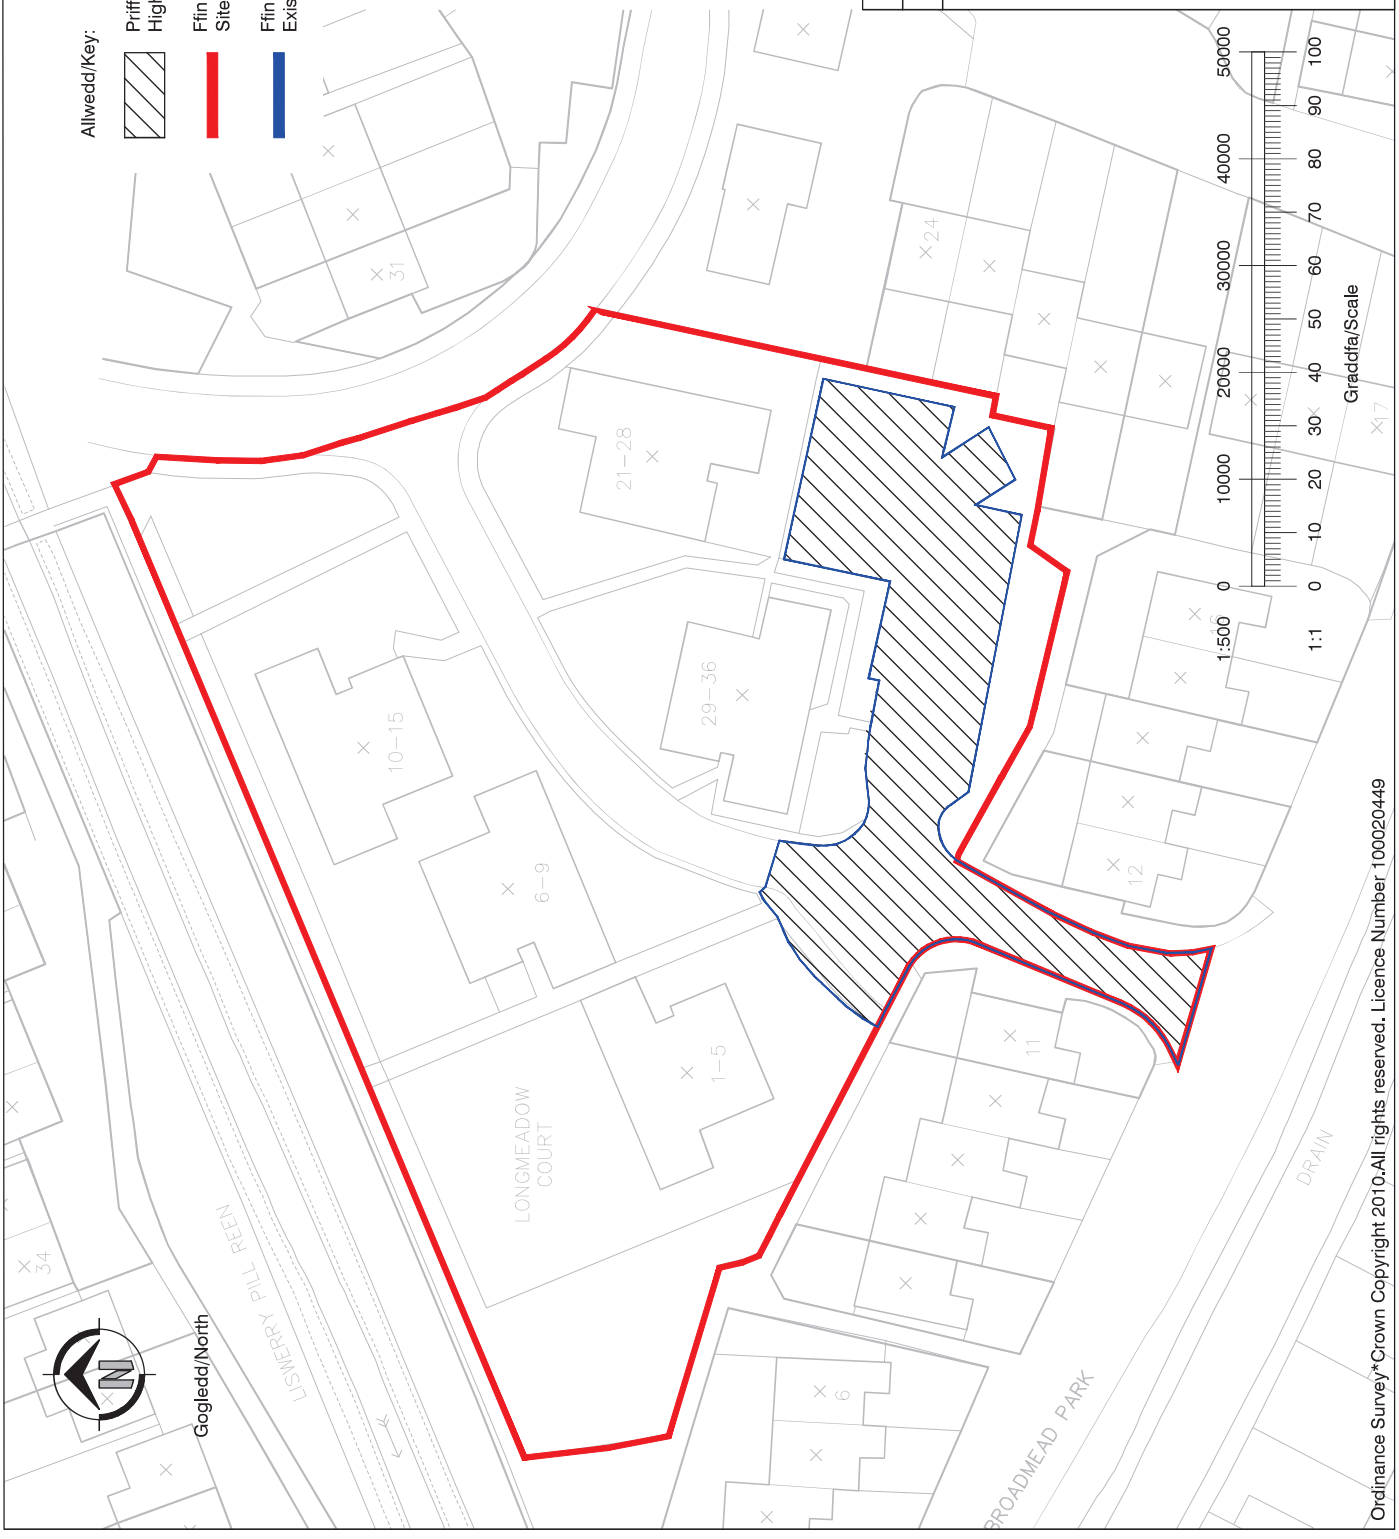 Allwedd/Key:
Priff
High
Ffin
Site
Ffin
Exis
31
24
21-28
29-36
10-15
6-9
1-5
LONGMEADOW
COURT
LISWERRY PILL REEN
34
N
Gogledd/North
11
12
6
17
BROADMEAD PARK
DRAIN
1:500
0 10000 20000 30000 40000 50000
1:1
0 10 20 30 40 50 60 70 80 90 100
Graddfa/Scale
Ordinance Survey*Crown Copyright 2010.All rights reserved. Licence Number 100020449